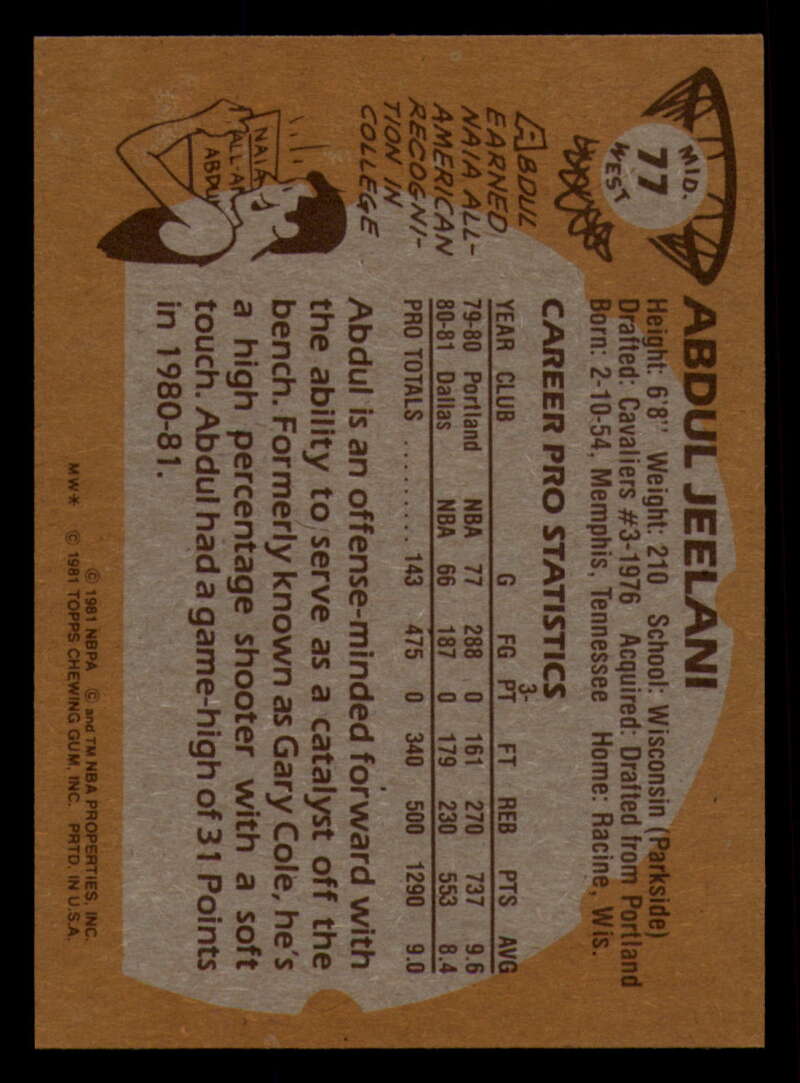 MID.
77
WEST
ABDUL JEELANI
Height: 6'8" Weight: 210 School: Wisconsin (Parkside)
Drafted: Cavaliers #3-1976 Acquired: Drafted from Portland
Born: 2-10-54, Memphis, Tennessee Home: Racine, Wis.
CAREER PRO STATISTICS
3-
YEAR CLUB G FG PT FT REB PTS AVG
79-80 Portland NBA 77 288 0 161 270 737 9.6
80-81 Dallas NBA 66 187 0 179 230 553 8.4
PRO TOTALS .......... 143 475 0 340 500 1290 9.0
ABDUL
EARNED
NAIA ALL-
AMERICAN
RECOGNI-
TION IN
COLLEGE
NAIA
ALL-A
ABDU
Abdul is an offense-minded forward with
the ability to serve as a catalyst off the
bench. Formerly known as Gary Cole, he's
a high percentage shooter with a soft
touch. Abdul had a game-high of 31 Points
in 1980-81.
© 1981 NBPA © and TM NBA PROPERTIES, INC.
MW* © 1981 TOPPS CHEWING GUM, INC. PRTD. IN U.S.A.